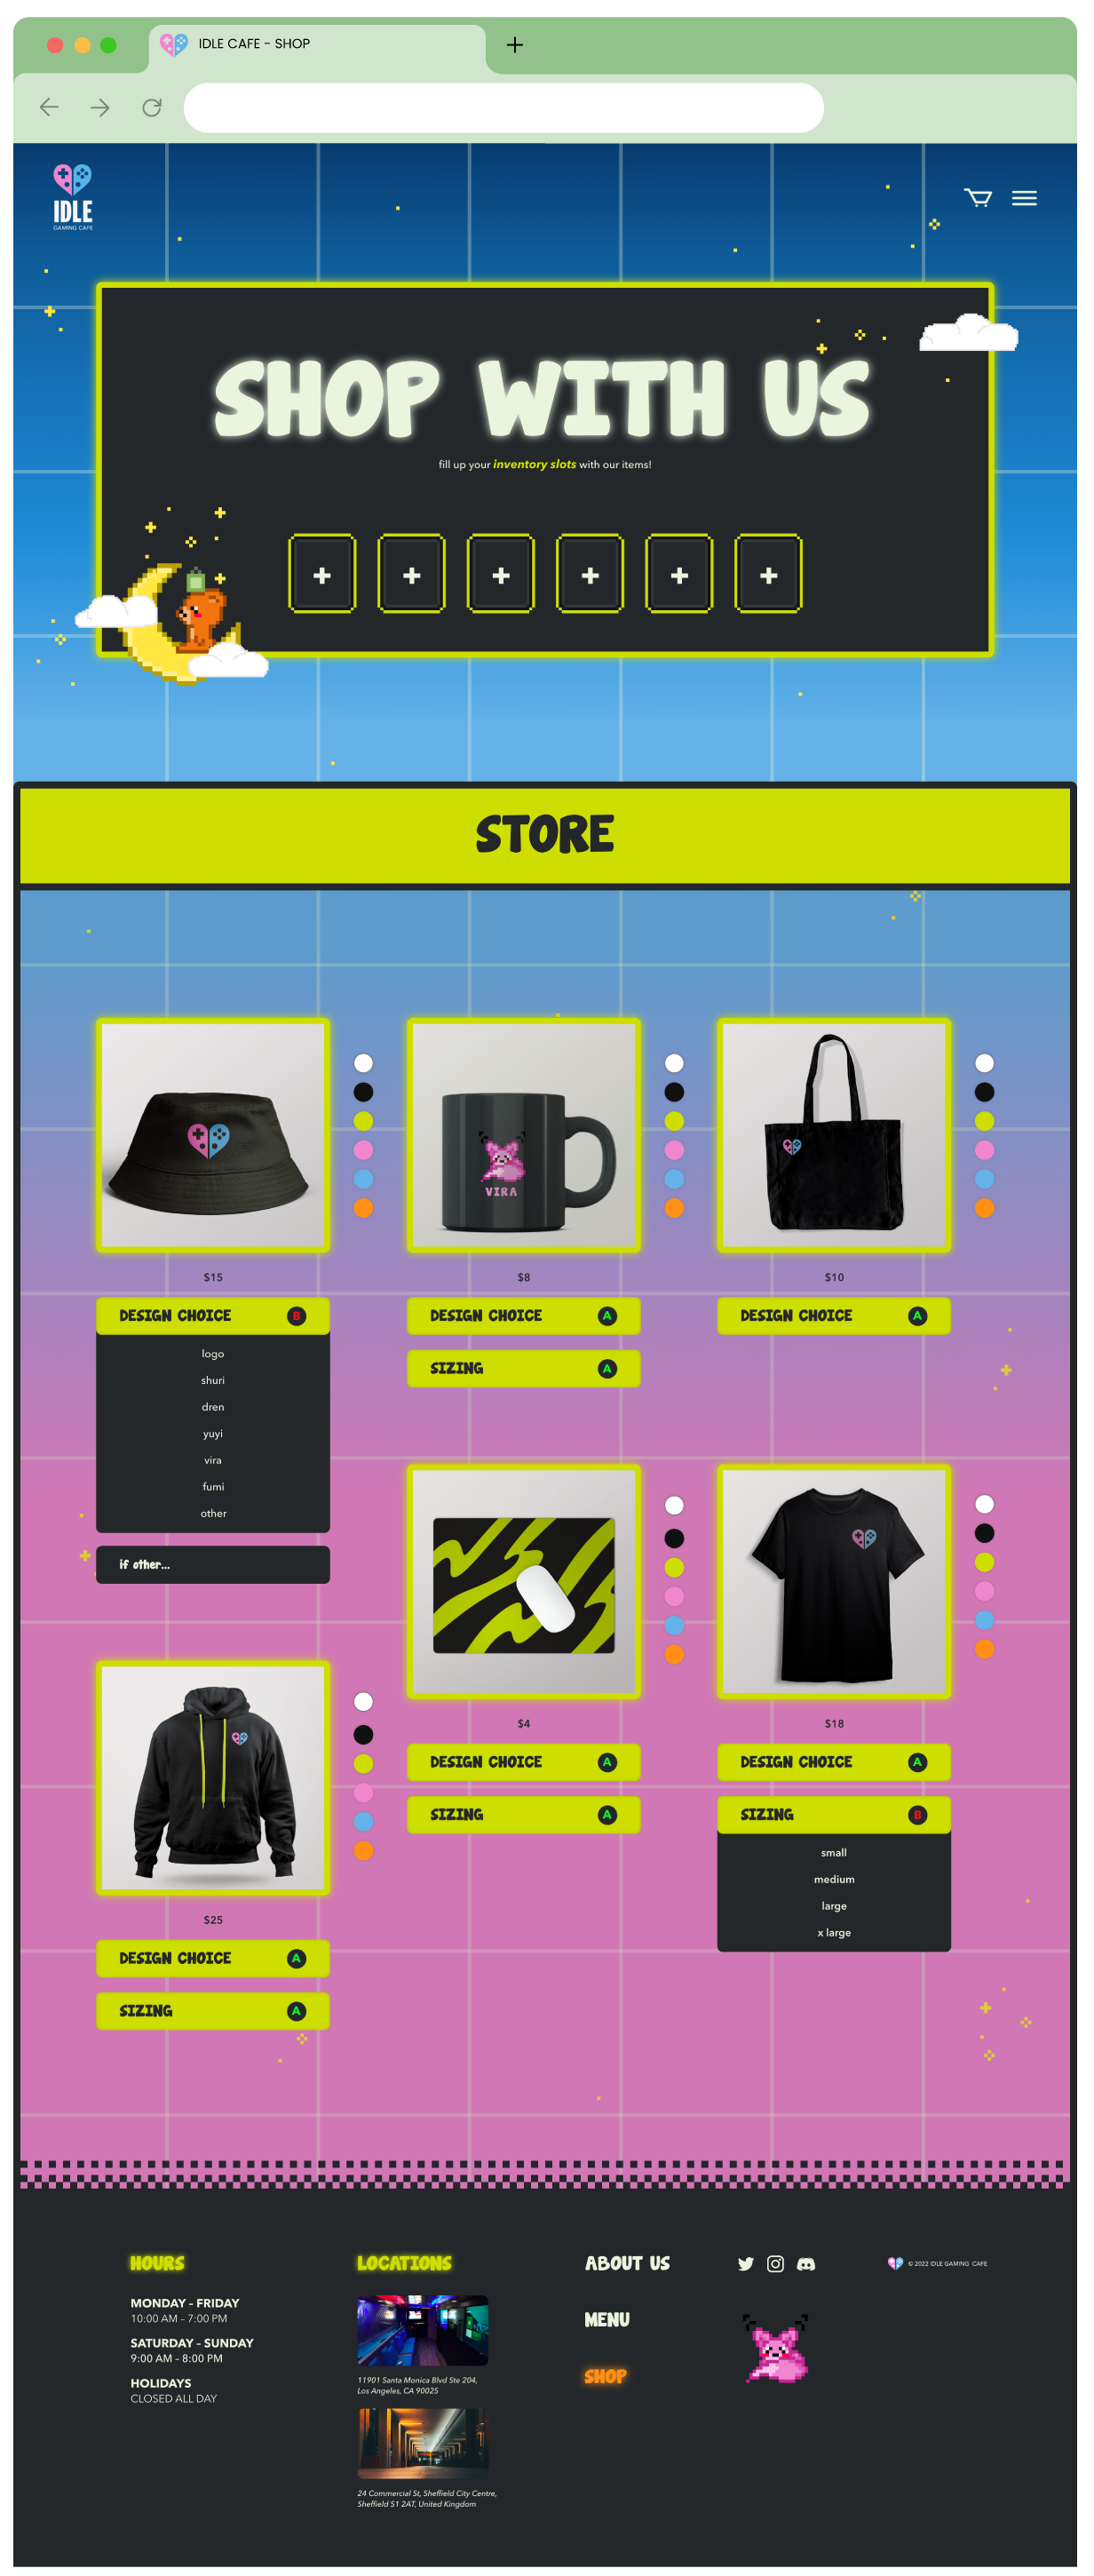 IDLE CAFE - SHOP
IDLE
GAMING CAFE
SHOP WITH US
fill up your inventory slots with our items!
STORE
VIRA
$15
$8
$10
DESIGN CHOICE B
DESIGN CHOICE A
DESIGN CHOICE A
logo
shuri
dren
yuyi
vira
fumi
other
if other...
SIZING A
$4
DESIGN CHOICE A
SIZING A
$18
DESIGN CHOICE A
SIZING B
small
medium
large
x large
$25
DESIGN CHOICE A
SIZING A
HOURS
MONDAY – FRIDAY
10:00 AM – 7:00 PM
SATURDAY – SUNDAY
9:00 AM – 8:00 PM
HOLIDAYS
CLOSED ALL DAY
LOCATIONS
11901 Santa Monica Blvd Ste 204,
Los Angeles, CA 90025
24 Commercial St, Sheffield City Centre,
Sheffield S1 2AT, United Kingdom
ABOUT US
MENU
SHOP
© 2022 IDLE GAMING CAFE